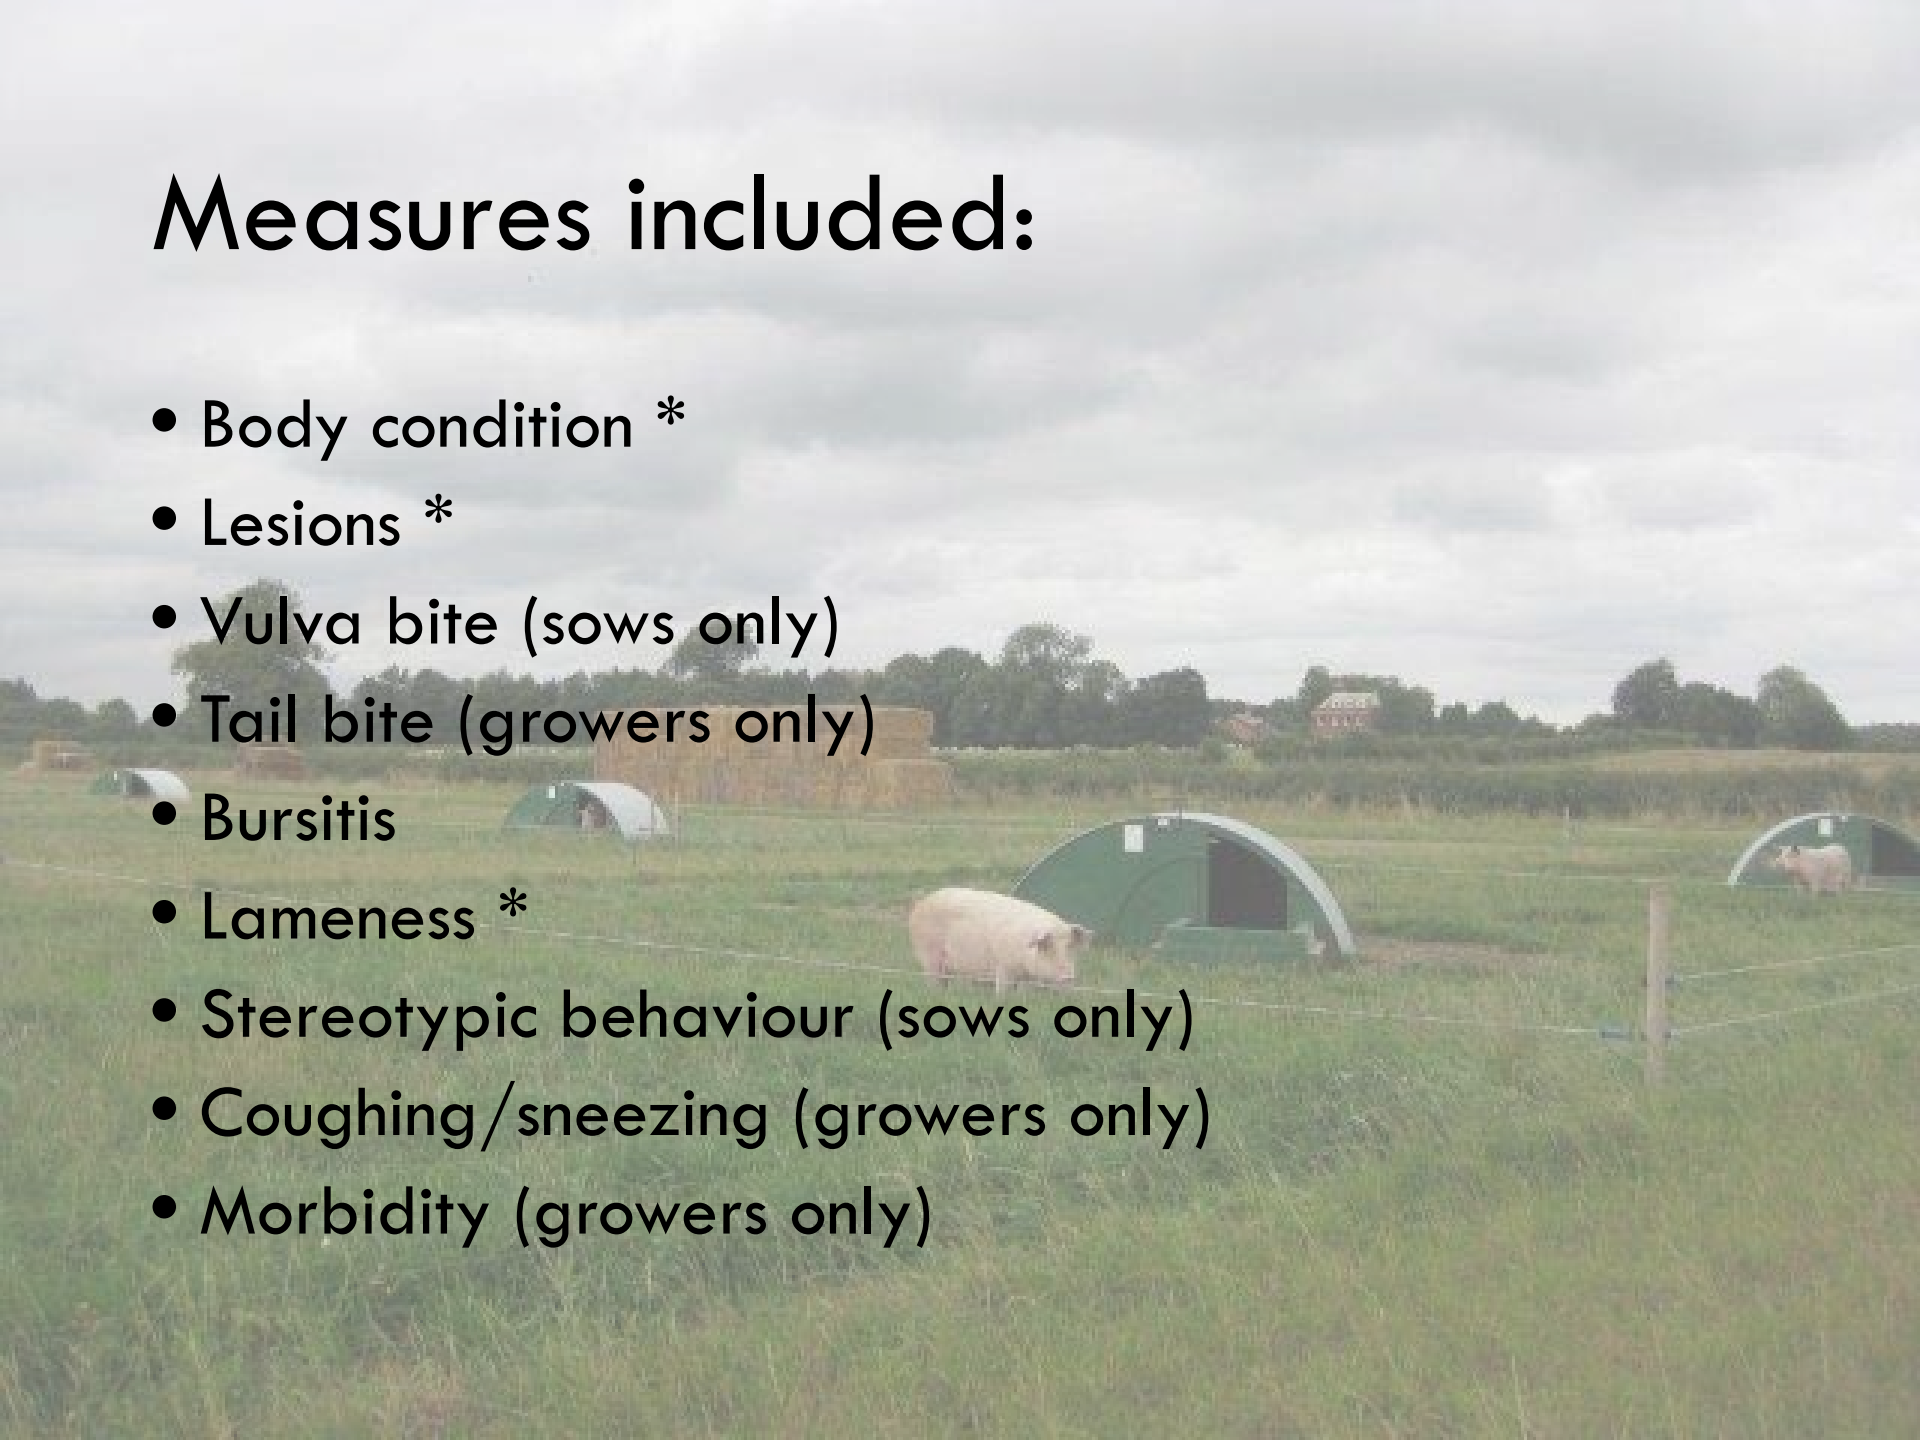 Measures included:
• Body condition *
• Lesions *
• Vulva bite (sows only)
• Tail bite (growers only)
• Bursitis
• Lameness *
• Stereotypic behaviour (sows only)
• Coughing/sneezing (growers only)
• Morbidity (growers only)